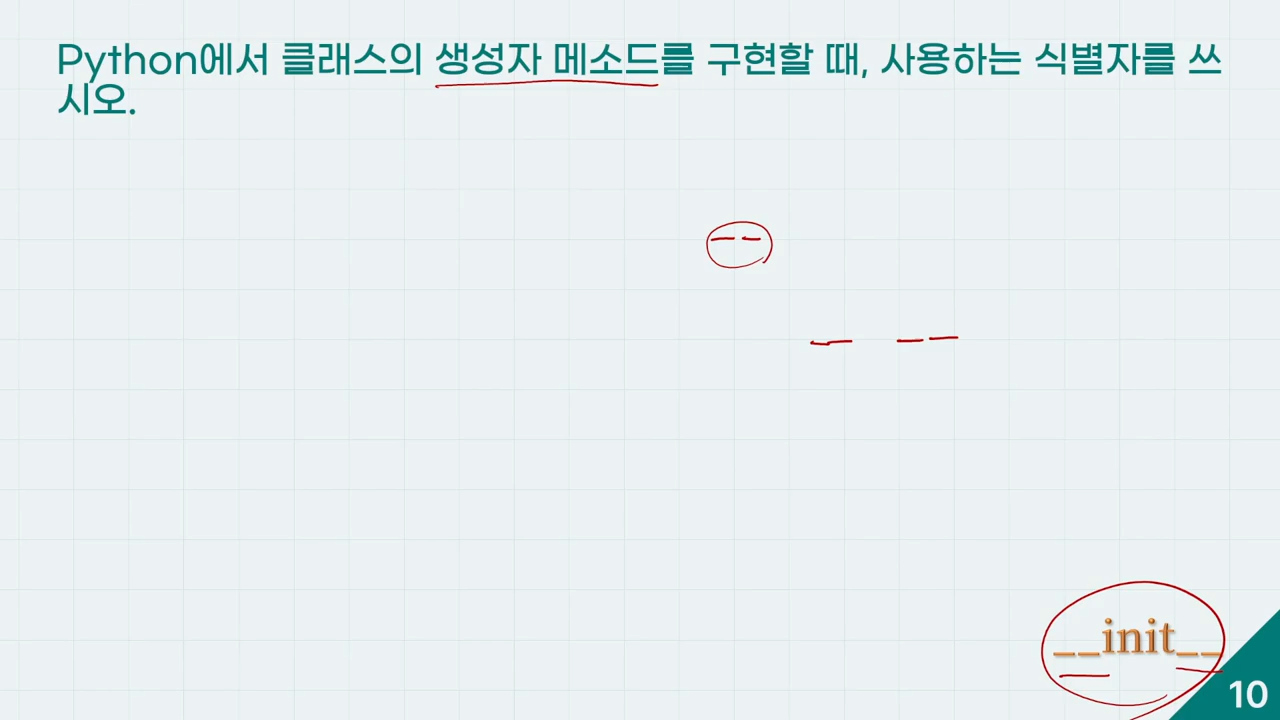 Python에서 클래스의 생성자 메소드를 구현할 때, 사용하는 식별자를 쓰
시오.
__init__
10